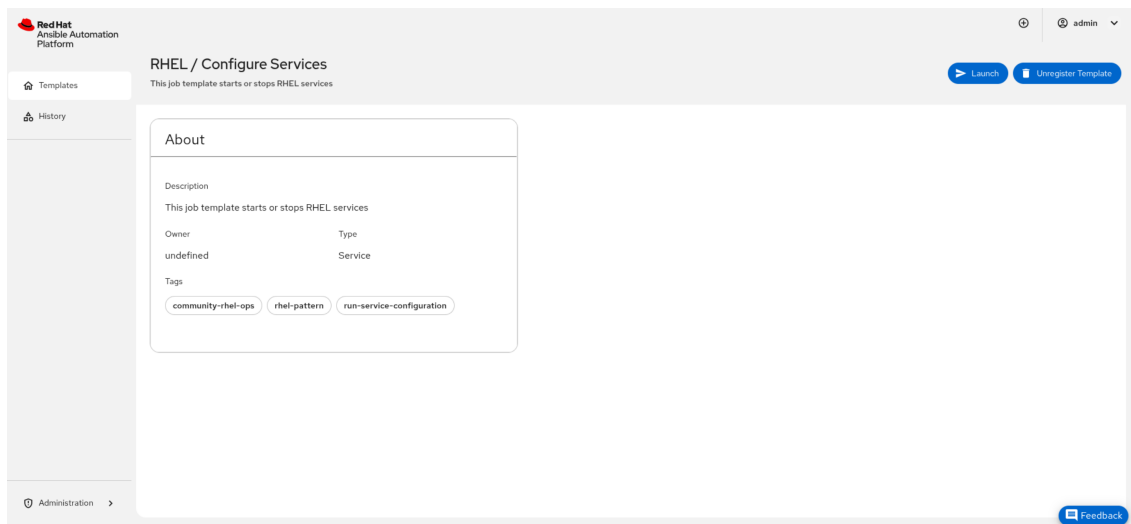 Red Hat
Ansible Automation
Platform
admin
Templates
History
RHEL / Configure Services
This job template starts or stops RHEL services
Launch
Unregister Template
About
Description
This job template starts or stops RHEL services
Owner
Type
undefined
Service
Tags
community-rhel-ops
rhel-pattern
run-service-configuration
Administration
Feedback